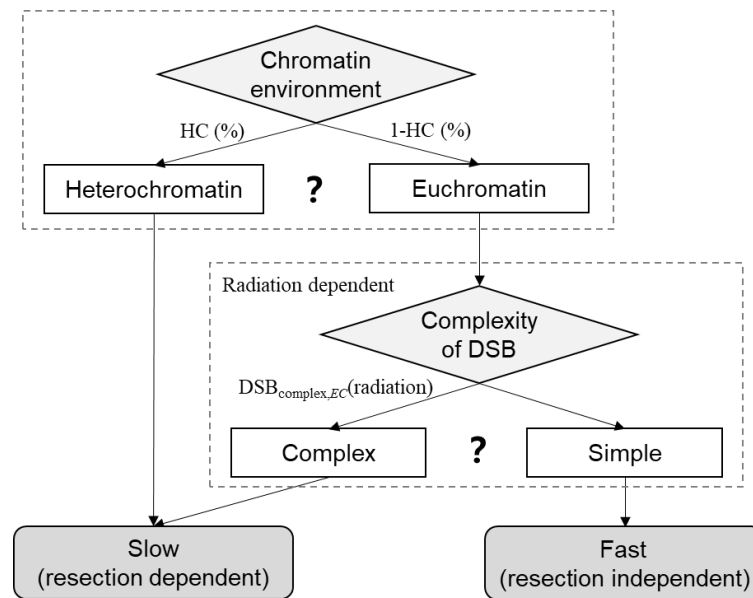 Chromatin
environment
HC (%)
1-HC (%)
Heterochromatin
?
Euchromatin
Radiation dependent
Complexity
of DSB
DSBcomplex,EC(radiation)
Complex
?
Simple
Slow
(resection dependent)
Fast
(resection independent)